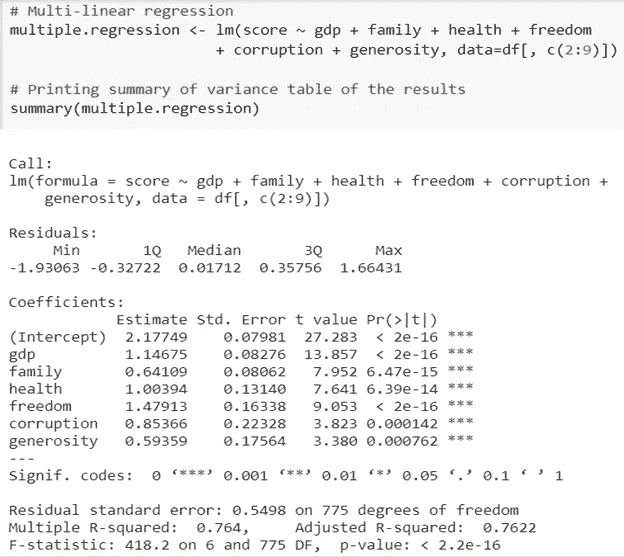 # Multi-linear regression
multiple.regression <- lm(score ~ gdp + family + health + freedom
+ corruption + generosity, data=df[, c(2:9)])
# Printing summary of variance table of the results
summary(multiple.regression)
Call:
lm(formula = score ~ gdp + family + health + freedom + corruption +
generosity, data = df[, c(2:9)])
Residuals:
Min 1Q Median 3Q Max
-1.93063 -0.32722 0.01712 0.35756 1.66431
Coefficients:
Estimate Std. Error t value Pr(>|t|)
(Intercept) 2.17749 0.07981 27.283 < 2e-16 ***
gdp 1.14675 0.08276 13.857 < 2e-16 ***
family 0.64109 0.08062 7.952 6.47e-15 ***
health 1.00394 0.13140 7.641 6.39e-14 ***
freedom 1.47913 0.16338 9.053 < 2e-16 ***
corruption 0.85366 0.22328 3.823 0.000142 ***
generosity 0.59359 0.17564 3.380 0.000762 ***
---
Signif. codes: 0 ‘***’ 0.001 ‘**’ 0.01 ‘*’ 0.05 ‘.’ 0.1 ‘ ’ 1
Residual standard error: 0.5498 on 775 degrees of freedom
Multiple R-squared: 0.764, Adjusted R-squared: 0.7622
F-statistic: 418.2 on 6 and 775 DF, p-value: < 2.2e-16